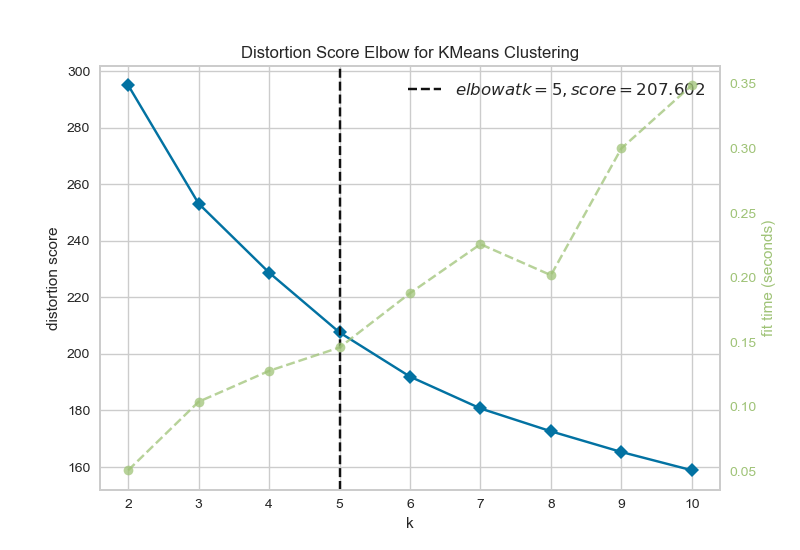 Distortion Score Elbow for KMeans Clustering
elbowatk = 5, score = 207.602
distortion score
300
280
260
240
220
200
180
160
2 3 4 5 6 7 8 9 10
k
0.35
0.30
0.25
0.20
0.15
0.10
0.05
fit time (seconds)